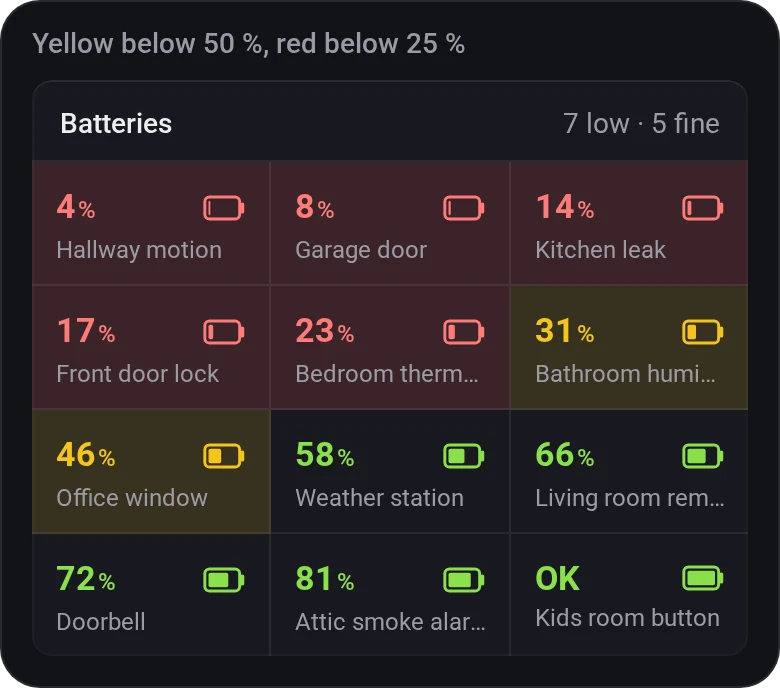 Yellow below 50 %, red below 25 %
Batteries 7 low · 5 fine
4% 8% 14%
Hallway motion Garage door Kitchen leak
17% 23% 31%
Front door lock Bedroom therm… Bathroom humi…
46% 58% 66%
Office window Weather station Living room rem…
72% 81% OK
Doorbell Attic smoke alar… Kids room button